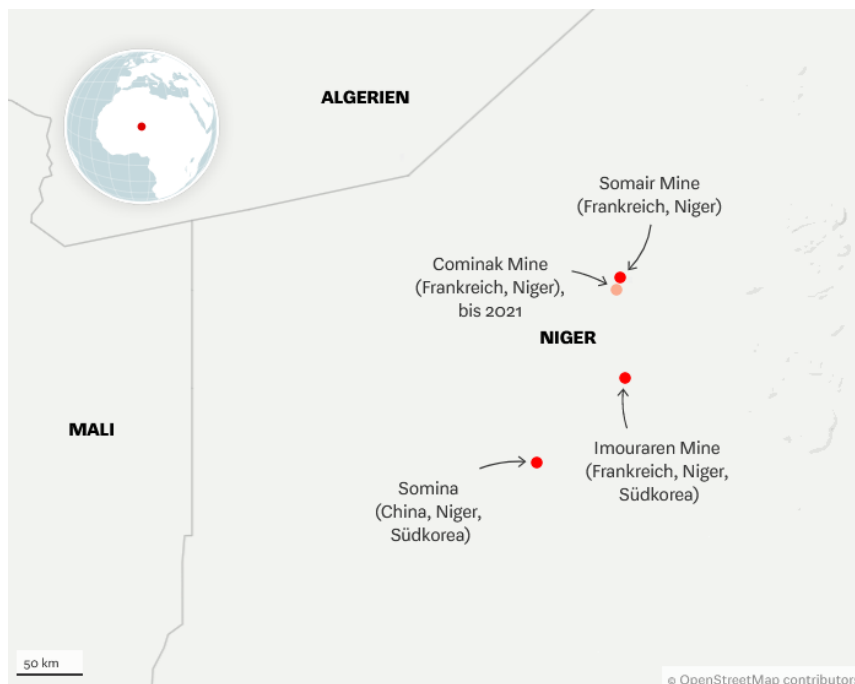 ALGERIEN
Somair Mine
(Frankreich, Niger)
Cominak Mine
(Frankreich, Niger),
bis 2021
NIGER
MALI
Imouraren Mine
(Frankreich, Niger,
Südkorea)
Somina
(China, Niger,
Südkorea)
50 km
© OpenStreetMap contributors